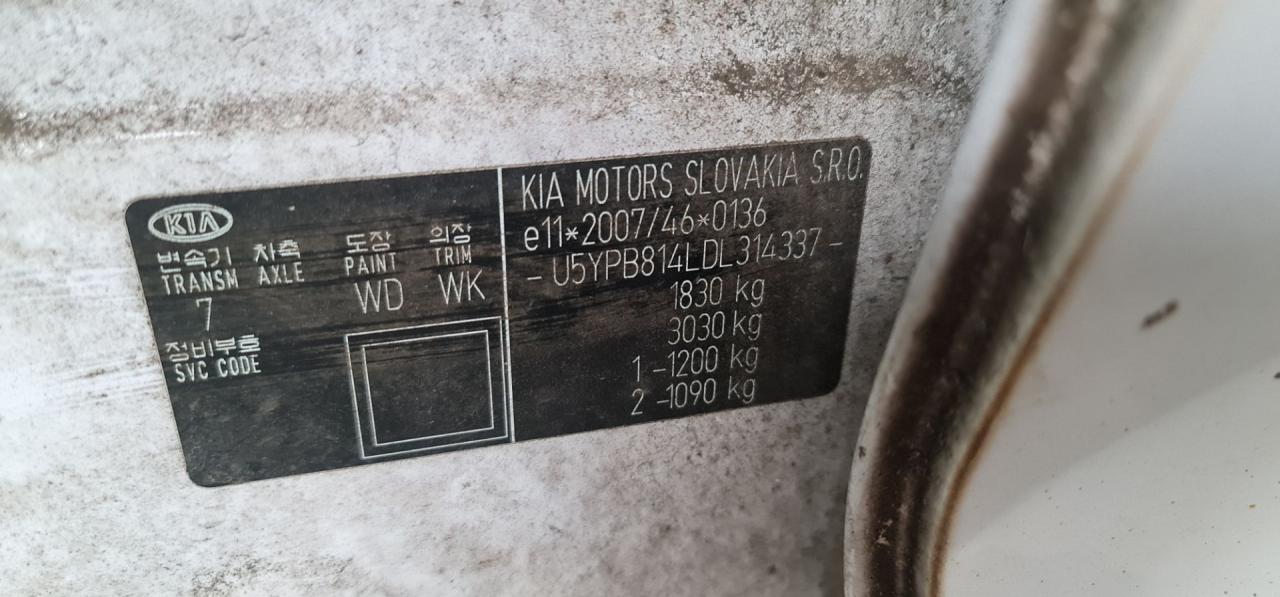 KIA
변속기 차축 도장 의장
TRANSM AXLE PAINT TRIM
7 WD WK
정비부호
SVC CODE
KIA MOTORS SLOVAKIA S.R.O.
e11*2007/46*0136
- U5YPB814LDL314337 -
1830 kg
3030 kg
1 -1200 kg
2 -1090 kg